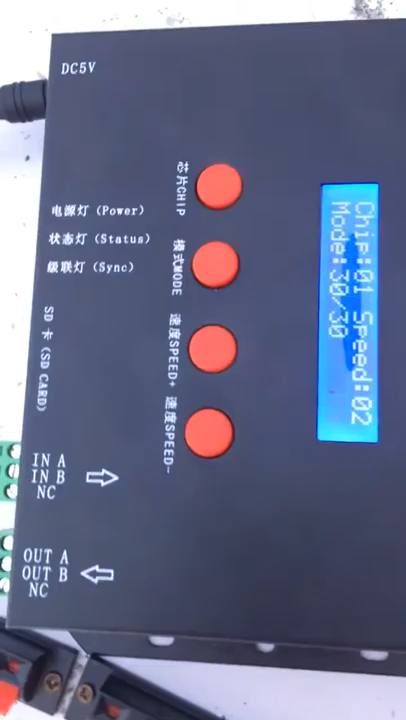 DC5V
芯片CHIP
电源灯 (Power)
状态灯 (Status)
级联灯 (Sync)
模式MODE
速度SPEED+
速度SPEED-
SD 卡 (SD CARD)
IN A
IN B
NC
OUT A
OUT B
NC
Chip:01 Speed:02
Mode:30/30